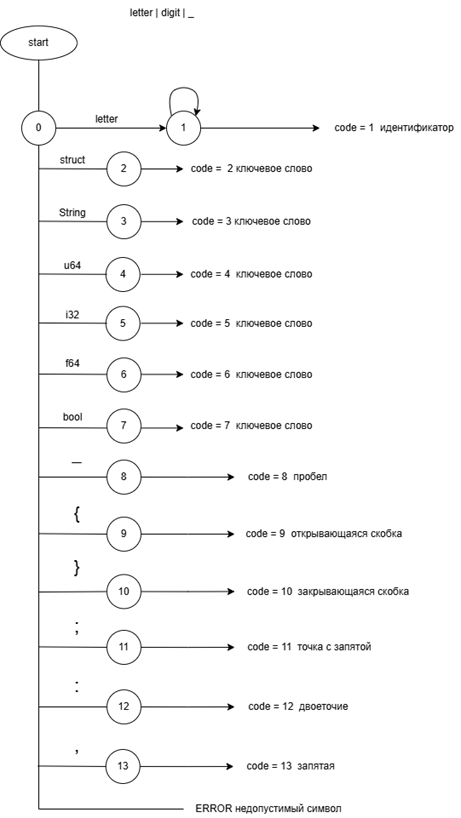 letter | digit | _
start
0 letter 1 code = 1 идентификатор
struct 2 code = 2 ключевое слово
String 3 code = 3 ключевое слово
u64 4 code = 4 ключевое слово
i32 5 code = 5 ключевое слово
f64 6 code = 6 ключевое слово
bool 7 code = 7 ключевое слово
_ 8 code = 8 пробел
{ 9 code = 9 открывающаяся скобка
} 10 code = 10 закрывающаяся скобка
; 11 code = 11 точка с запятой
: 12 code = 12 двоеточие
, 13 code = 13 запятая
ERROR недопустимый символ